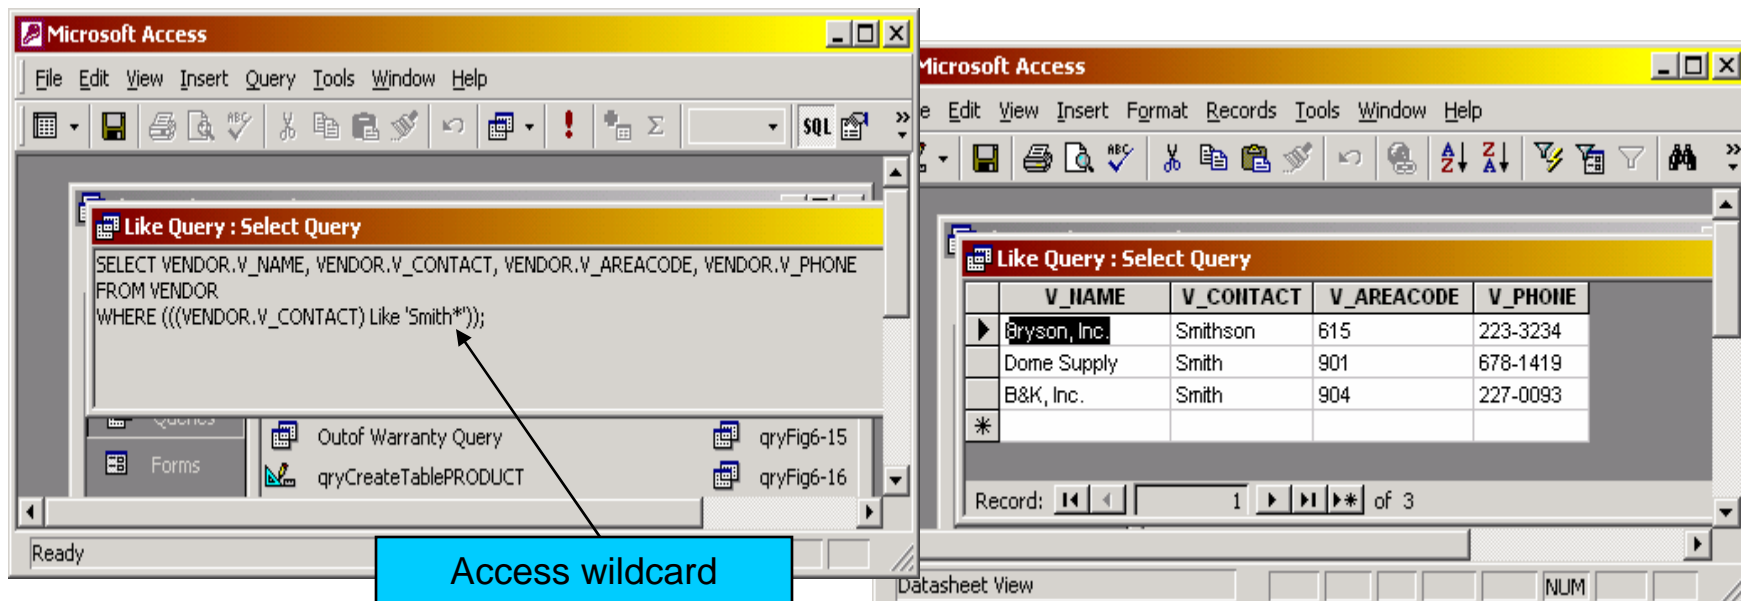 Microsoft Access
File Edit View Insert Query Tools Window Help
ABC
Σ
SQL
»
Like Query : Select Query
SELECT VENDOR.V_NAME, VENDOR.V_CONTACT, VENDOR.V_AREACODE, VENDOR.V_PHONE
FROM VENDOR
WHERE (((VENDOR.V_CONTACT) Like 'Smith*'));
Queries
Outof Warranty Query
qryFig6-15
Forms
qryCreateTablePRODUCT
qryFig6-16
Ready
Access wildcard
Microsoft Access
e Edit View Insert Format Records Tools Window Help
ABC
A Z
Z A
»
Like Query : Select Query
V_NAME V_CONTACT V_AREACODE V_PHONE
Bryson, Inc. Smithson 615 223-3234
Dome Supply Smith 901 678-1419
B&K, Inc. Smith 904 227-0093
Record: 1 of 3
Datasheet View
NUM